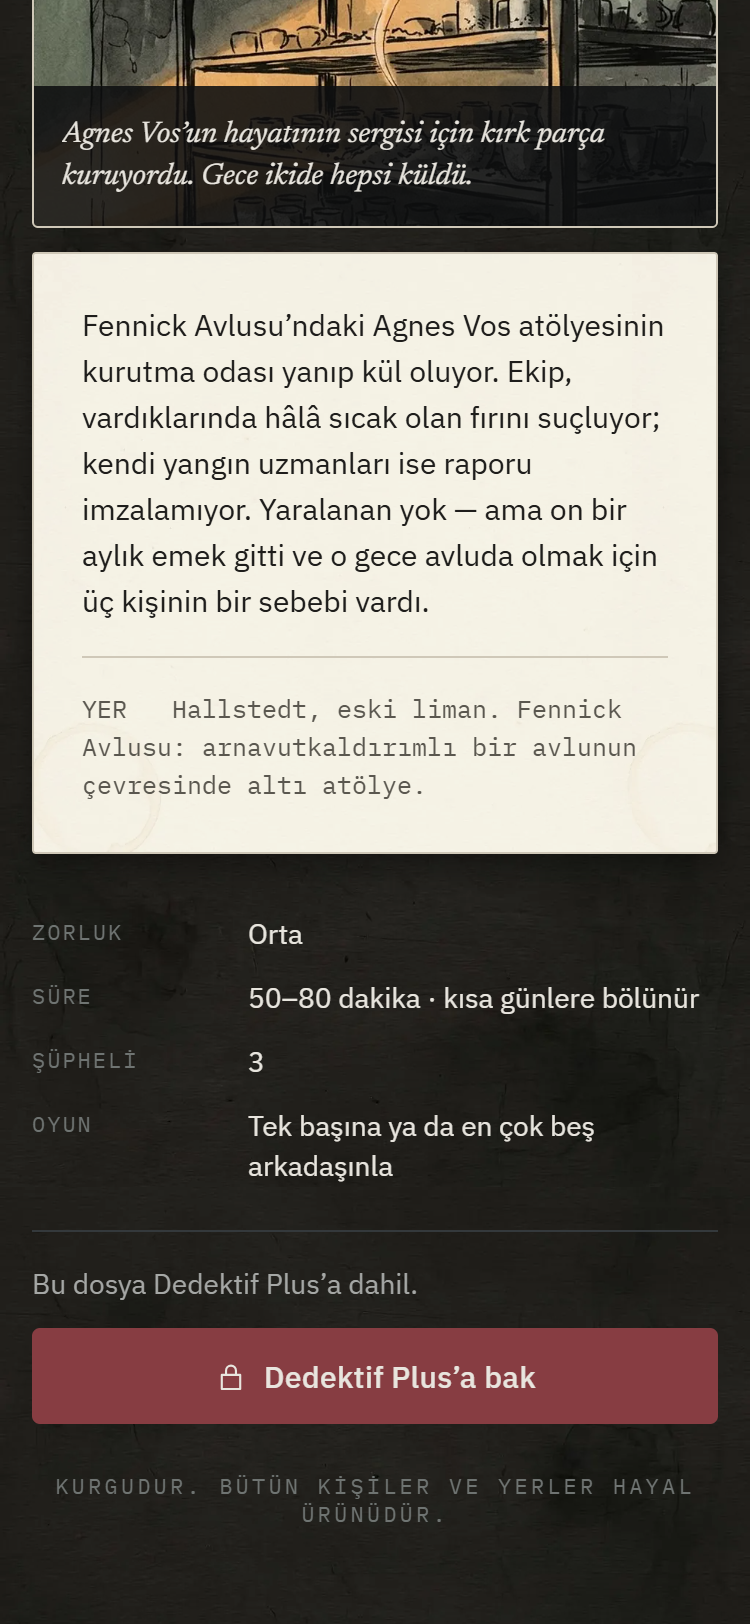 Agnes Vos’un hayatının sergisi için kırk parça
kuruyordu. Gece ikide hepsi küldü.
Fennick Avlusu’ndaki Agnes Vos atölyesinin
kurutma odası yanıp kül oluyor. Ekip,
vardıklarında hâlâ sıcak olan fırını suçluyor;
kendi yangın uzmanları ise raporu
imzalamıyor. Yaralanan yok — ama on bir
aylık emek gitti ve o gece avluda olmak için
üç kişinin bir sebebi vardı.
YER Hallstedt, eski liman. Fennick
Avlusu: arnavutkaldırımlı bir avlunun
çevresinde altı atölye.
ZORLUK Orta
SÜRE 50–80 dakika · kısa günlere bölünür
ŞÜPHELİ 3
OYUN Tek başına ya da en çok beş
arkadaşınla
Bu dosya Dedektif Plus’a dahil.
Dedektif Plus’a bak
KURGUDUR. BÜTÜN KİŞİLER VE YERLER HAYAL
ÜRÜNÜDÜR.